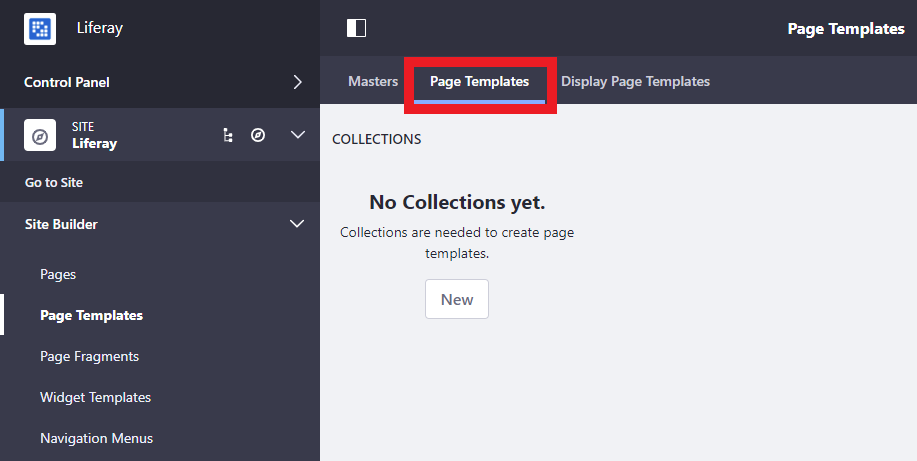 Liferay
Control Panel
SITE
Liferay
Go to Site
Site Builder
Pages
Page Templates
Page Fragments
Widget Templates
Navigation Menus
Page Templates
Masters Page Templates Display Page Templates
COLLECTIONS
No Collections yet.
Collections are needed to create page
templates.
New